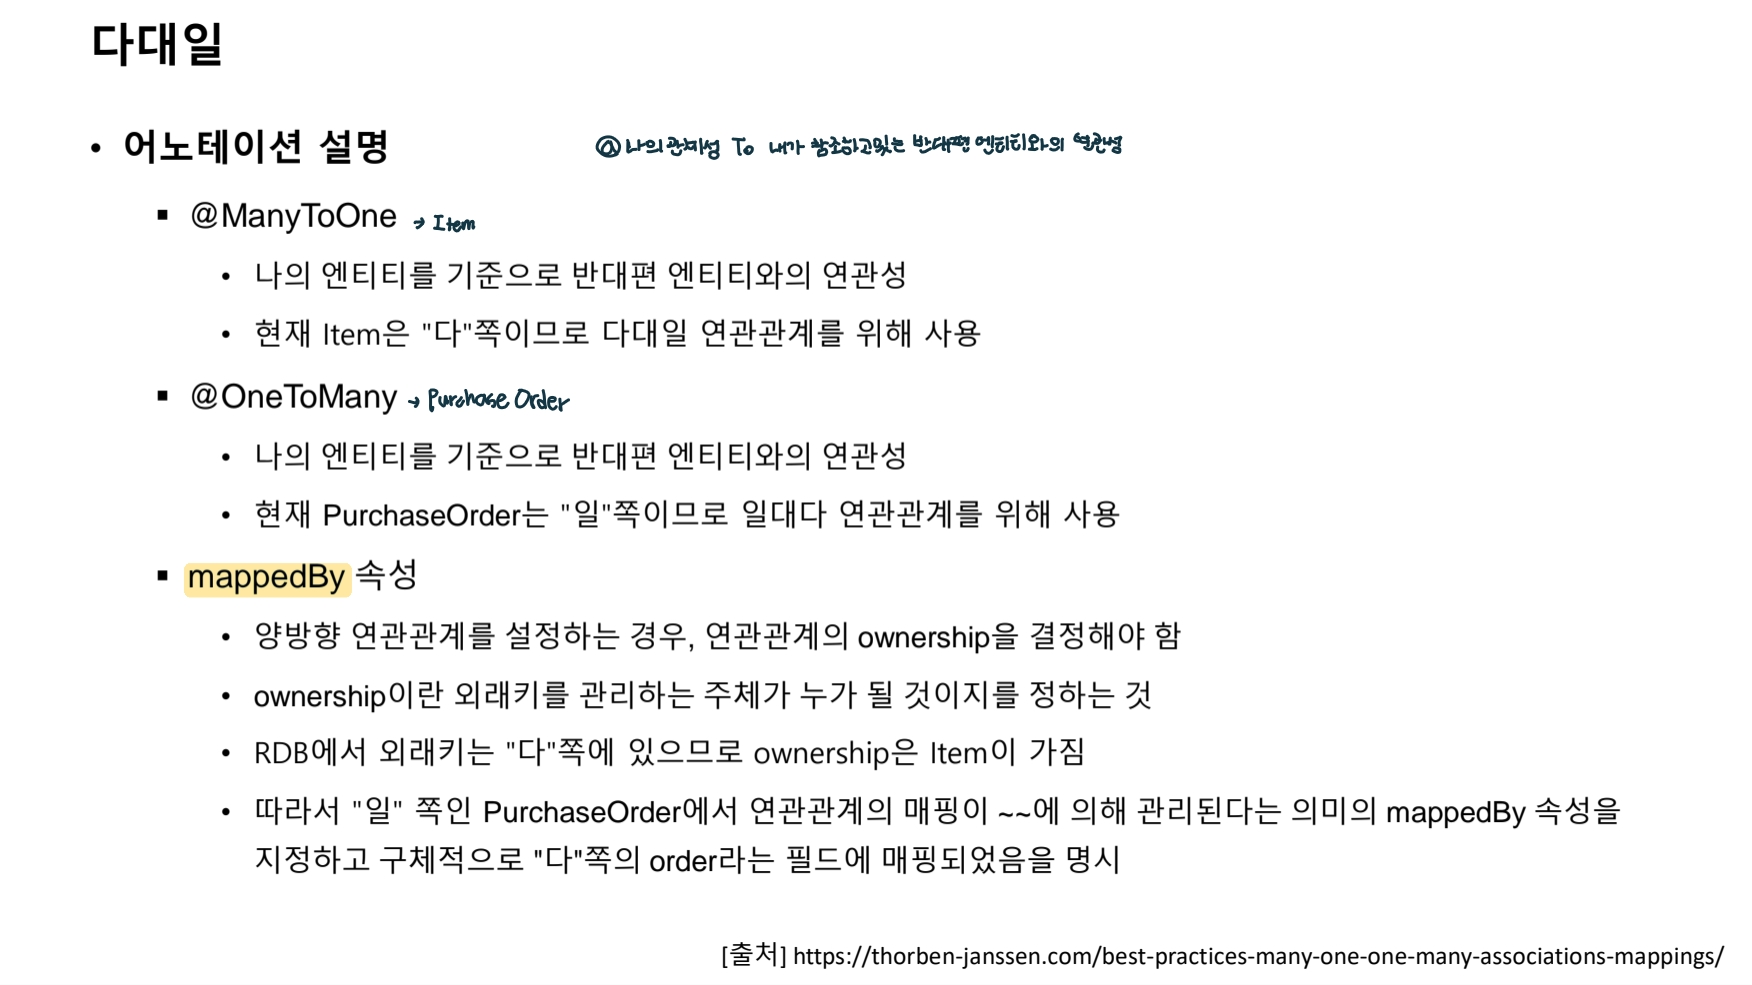 다대일
• 어노테이션 설명
@나의 관계성 To 내가 참조하고있는 반대편 엔티티와의 연관성
▪ @ManyToOne → Item
• 나의 엔티티를 기준으로 반대편 엔티티와의 연관성
• 현재 Item은 "다"쪽이므로 다대일 연관관계를 위해 사용
▪ @OneToMany → Purchase Order
• 나의 엔티티를 기준으로 반대편 엔티티와의 연관성
• 현재 PurchaseOrder는 "일"쪽이므로 일대다 연관관계를 위해 사용
▪ mappedBy 속성
• 양방향 연관관계를 설정하는 경우, 연관관계의 ownership을 결정해야 함
• ownership이란 외래키를 관리하는 주체가 누가 될 것이지를 정하는 것
• RDB에서 외래키는 "다"쪽에 있으므로 ownership은 Item이 가짐
• 따라서 "일" 쪽인 PurchaseOrder에서 연관관계의 매핑이 ~~에 의해 관리된다는 의미의 mappedBy 속성을
지정하고 구체적으로 "다"쪽의 order라는 필드에 매핑되었음을 명시
[출처] https://thorben-janssen.com/best-practices-many-one-one-many-associations-mappings/